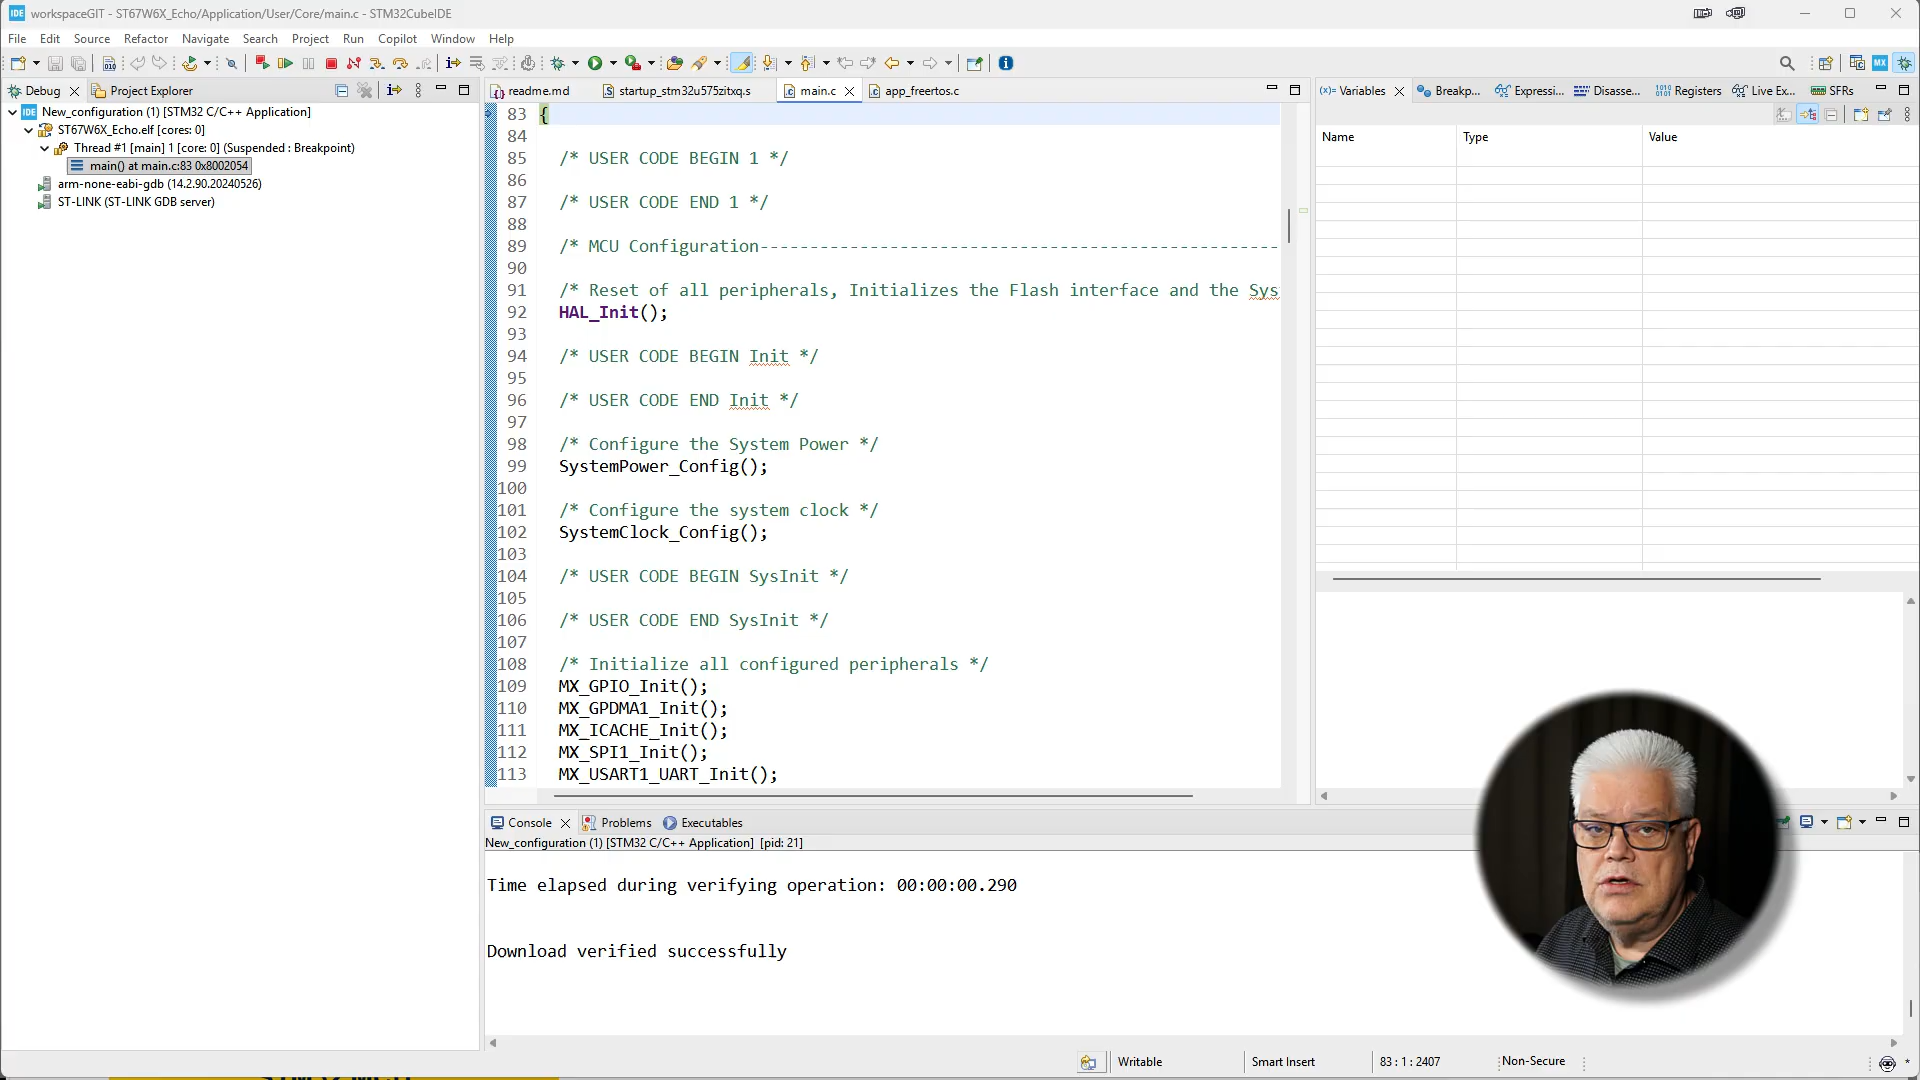 workspaceGIT - ST67W6X_Echo/Application/User/Core/main.c - STM32CubeIDE
File Edit Source Refactor Navigate Search Project Run Copilot Window Help
Debug Project Explorer
New_configuration (1) [STM32 C/C++ Application]
ST67W6X_Echo.elf [cores: 0]
Thread #1 [main] 1 [core: 0] (Suspended : Breakpoint)
main() at main.c:83 0x8002054
arm-none-eabi-gdb (14.2.90.20240526)
ST-LINK (ST-LINK GDB server)
readme.md startup_stm32u575zitxq.s main.c app_freertos.c
83 {
84
85 /* USER CODE BEGIN 1 */
86
87 /* USER CODE END 1 */
88
89 /* MCU Configuration----------------------------------------------------
90
91 /* Reset of all peripherals, Initializes the Flash interface and the Sys
92 HAL_Init();
93
94 /* USER CODE BEGIN Init */
95
96 /* USER CODE END Init */
97
98 /* Configure the System Power */
99 SystemPower_Config();
100
101 /* Configure the system clock */
102 SystemClock_Config();
103
104 /* USER CODE BEGIN SysInit */
105
106 /* USER CODE END SysInit */
107
108 /* Initialize all configured peripherals */
109 MX_GPIO_Init();
110 MX_GPDMA1_Init();
111 MX_ICACHE_Init();
112 MX_SPI1_Init();
113 MX_USART1_UART_Init();
(x)= Variables Breakp... Expressi... Disasse... Registers Live Ex... SFRs
Name Type Value
Console Problems Executables
New_configuration (1) [STM32 C/C++ Application] [pid: 21]
Time elapsed during verifying operation: 00:00:00.290
Download verified successfully
Writable Smart Insert 83 : 1 : 2407 Non-Secure